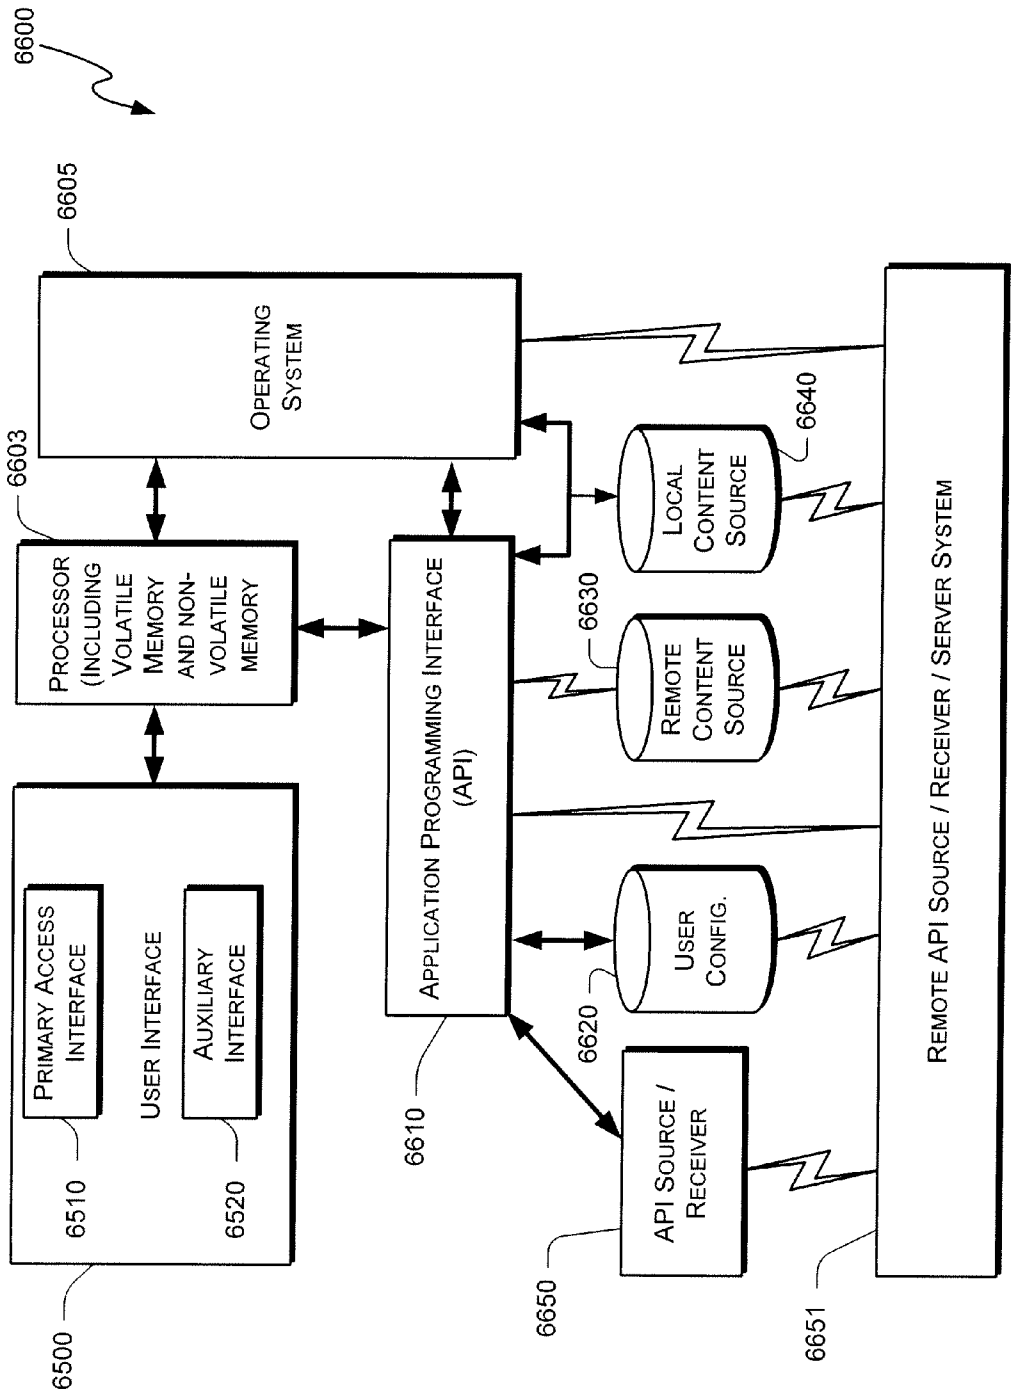 6600
6500
6510
PRIMARY ACCESS
INTERFACE
USER INTERFACE
6520
AUXILIARY
INTERFACE
6603
PROCESSOR
(INCLUDING
VOLATILE
MEMORY
AND NON-
VOLATILE
MEMORY
6605
OPERATING
SYSTEM
6610
APPLICATION PROGRAMMING INTERFACE
(API)
6650
API SOURCE /
RECEIVER
6620
USER
CONFIG.
6630
REMOTE
CONTENT
SOURCE
6640
LOCAL
CONTENT
SOURCE
6651
REMOTE API SOURCE / RECEIVER / SERVER SYSTEM